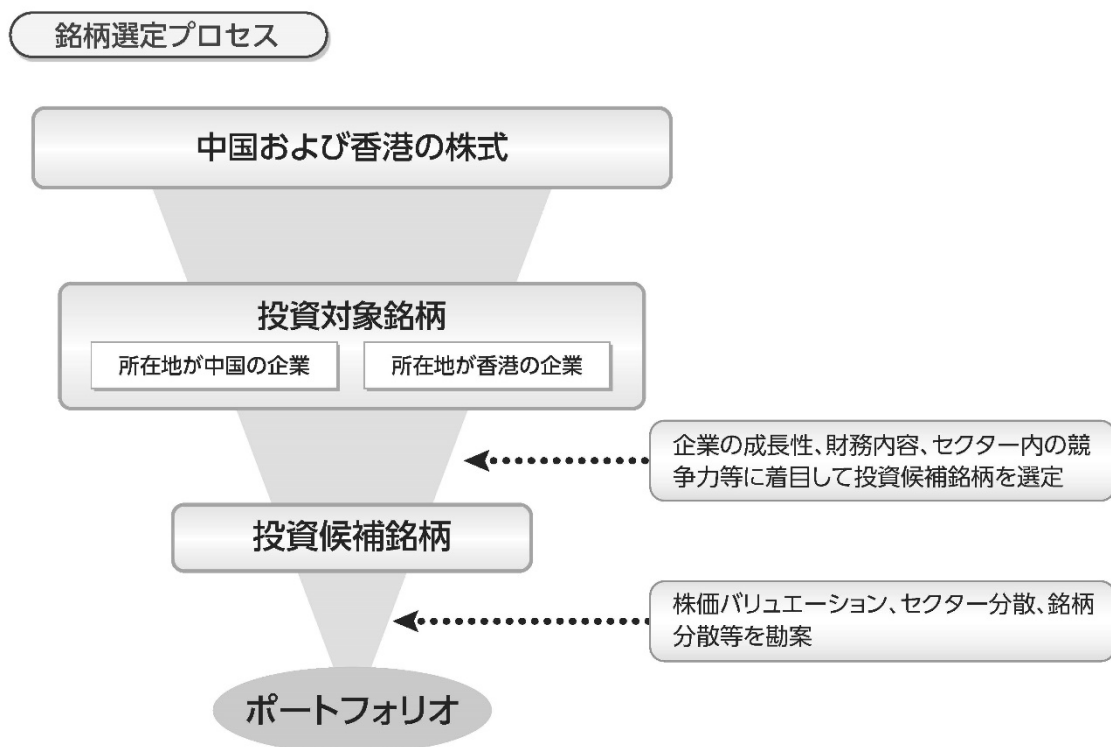 銘柄選定プロセス
中国および香港の株式
投資対象銘柄
所在地が中国の企業
所在地が香港の企業
企業の成長性、財務内容、セクター内の競
争力等に着目して投資候補銘柄を選定
投資候補銘柄
株価バリュエーション、セクター分散、銘柄
分散等を勘案
ポートフォリオ